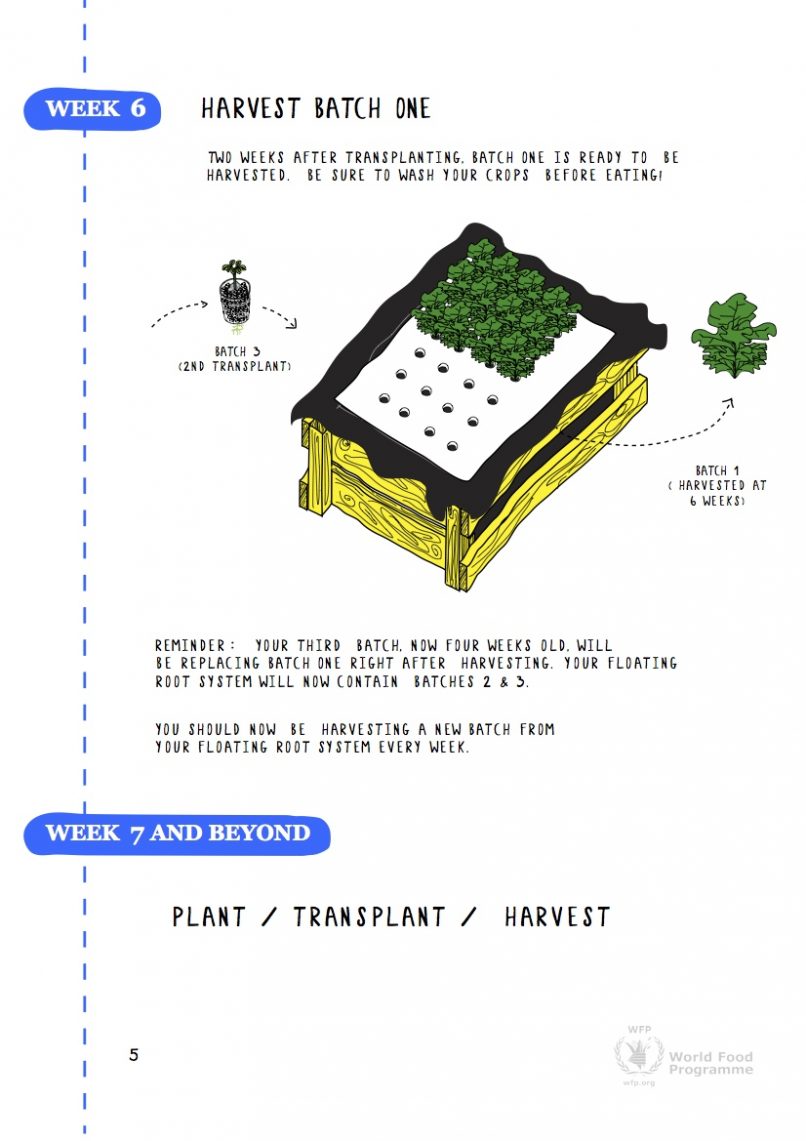 WEEK 6
HARVEST BATCH ONE
TWO WEEKS AFTER TRANSPLANTING, BATCH ONE IS READY TO BE
HARVESTED. BE SURE TO WASH YOUR CROPS BEFORE EATING!
BATCH 3
(2ND TRANSPLANT)
BATCH 1
( HARVESTED AT
6 WEEKS)
REMINDER : YOUR THIRD BATCH, NOW FOUR WEEKS OLD, WILL
BE REPLACING BATCH ONE RIGHT AFTER HARVESTING. YOUR FLOATING
ROOT SYSTEM WILL NOW CONTAIN BATCHES 2 & 3.
YOU SHOULD NOW BE HARVESTING A NEW BATCH FROM
YOUR FLOATING ROOT SYSTEM EVERY WEEK.
WEEK 7 AND BEYOND
PLANT / TRANSPLANT / HARVEST
5
WFP
World Food
Programme
wfp.org